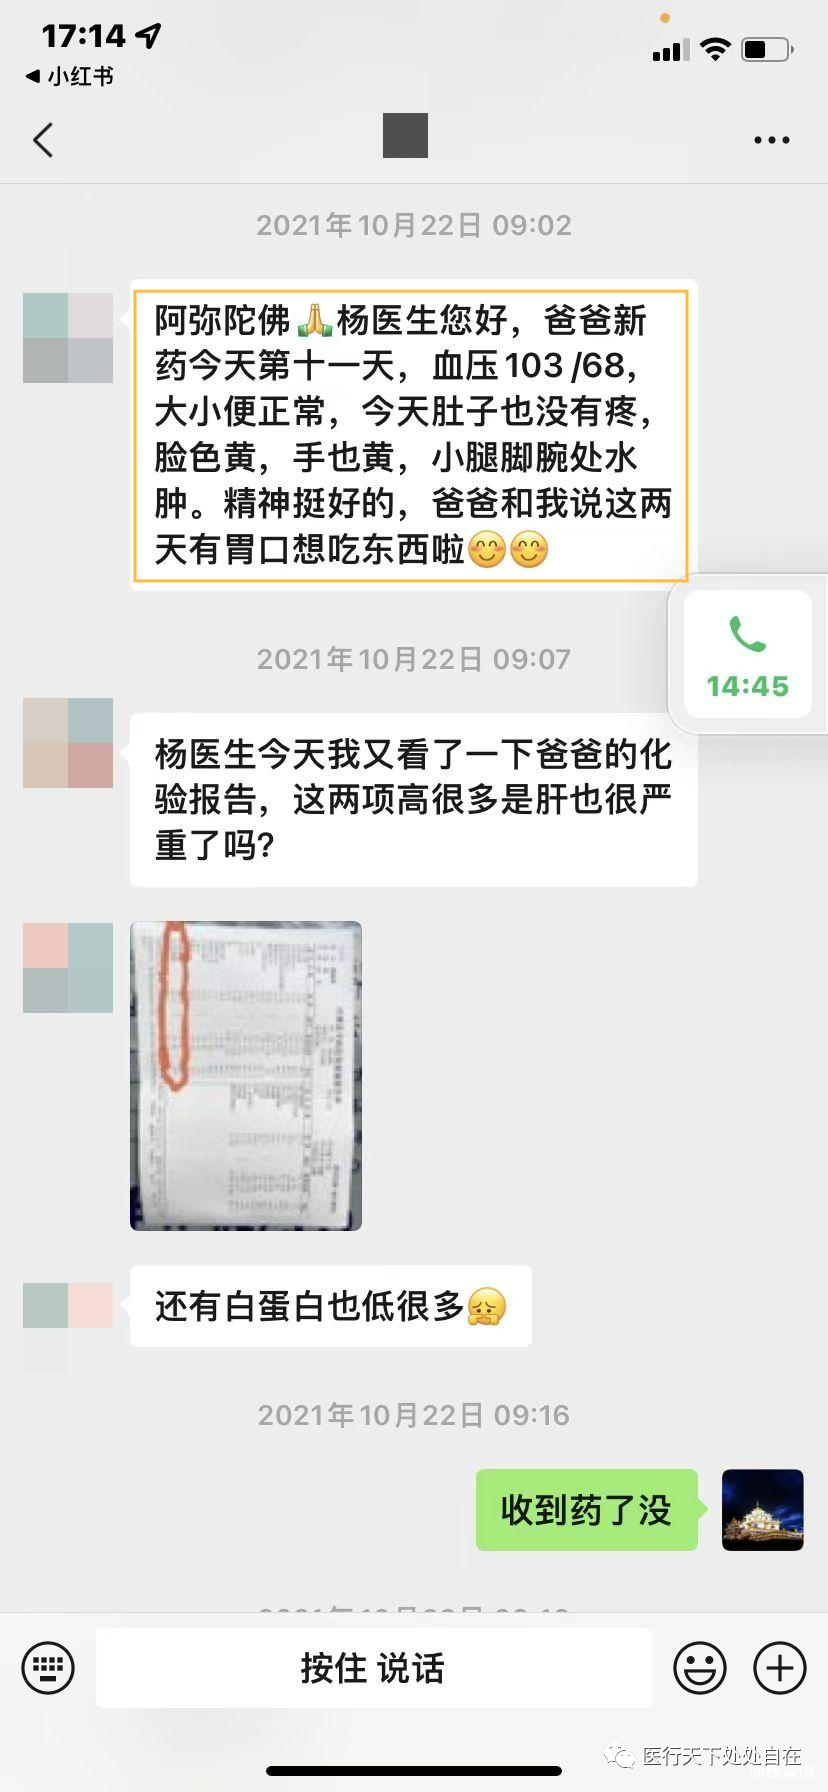 17:14
小红书
2021年10月22日 09:02
阿弥陀佛🙏杨医生您好，爸爸新
药今天第十一天，血压103/68，
大小便正常，今天肚子也没有疼，
脸色黄，手也黄，小腿脚腕处水
肿。精神挺好的，爸爸和我说这两
天有胃口想吃东西啦😊😊
14:45
2021年10月22日 09:07
杨医生今天我又看了一下爸爸的化
验报告，这两项高很多是肝也很严
重了吗?
还有白蛋白也低很多
2021年10月22日 09:16
收到药了没
按住 说话
医行天下处处自在